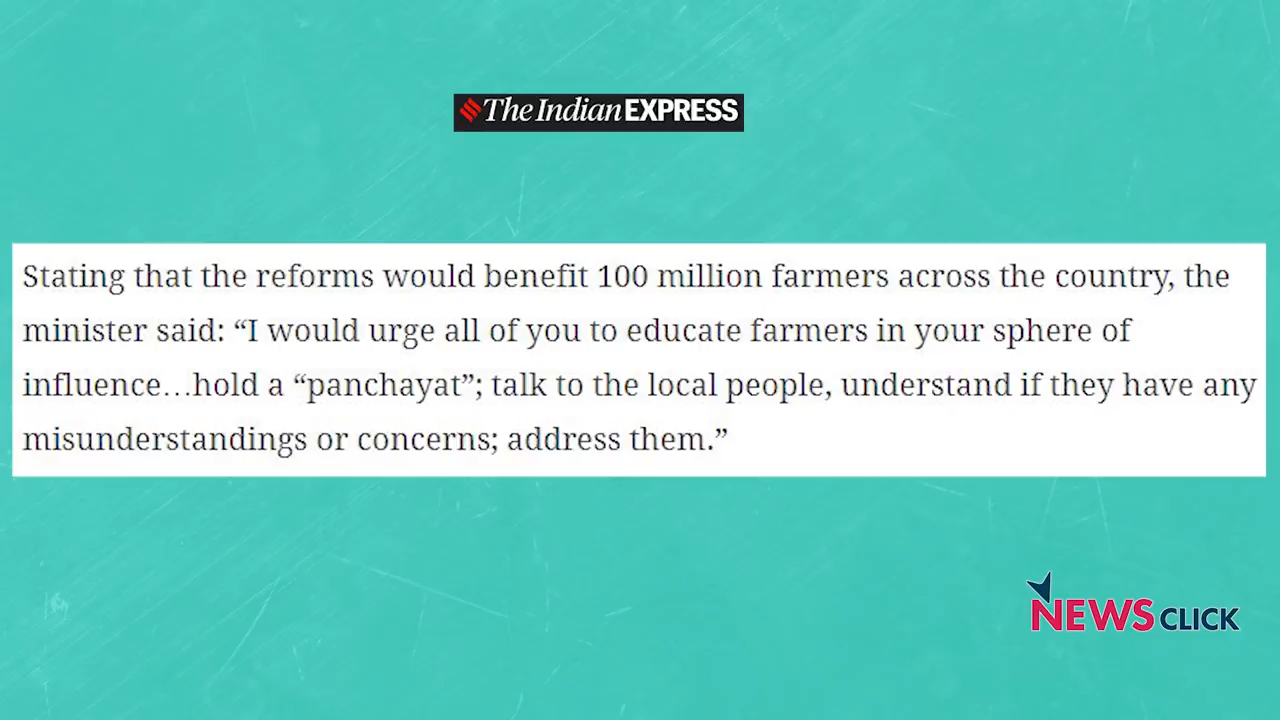 The Indian EXPRESS
Stating that the reforms would benefit 100 million farmers across the country, the
minister said: “I would urge all of you to educate farmers in your sphere of
influence…hold a “panchayat”; talk to the local people, understand if they have any
misunderstandings or concerns; address them.”
NEWSCLICK